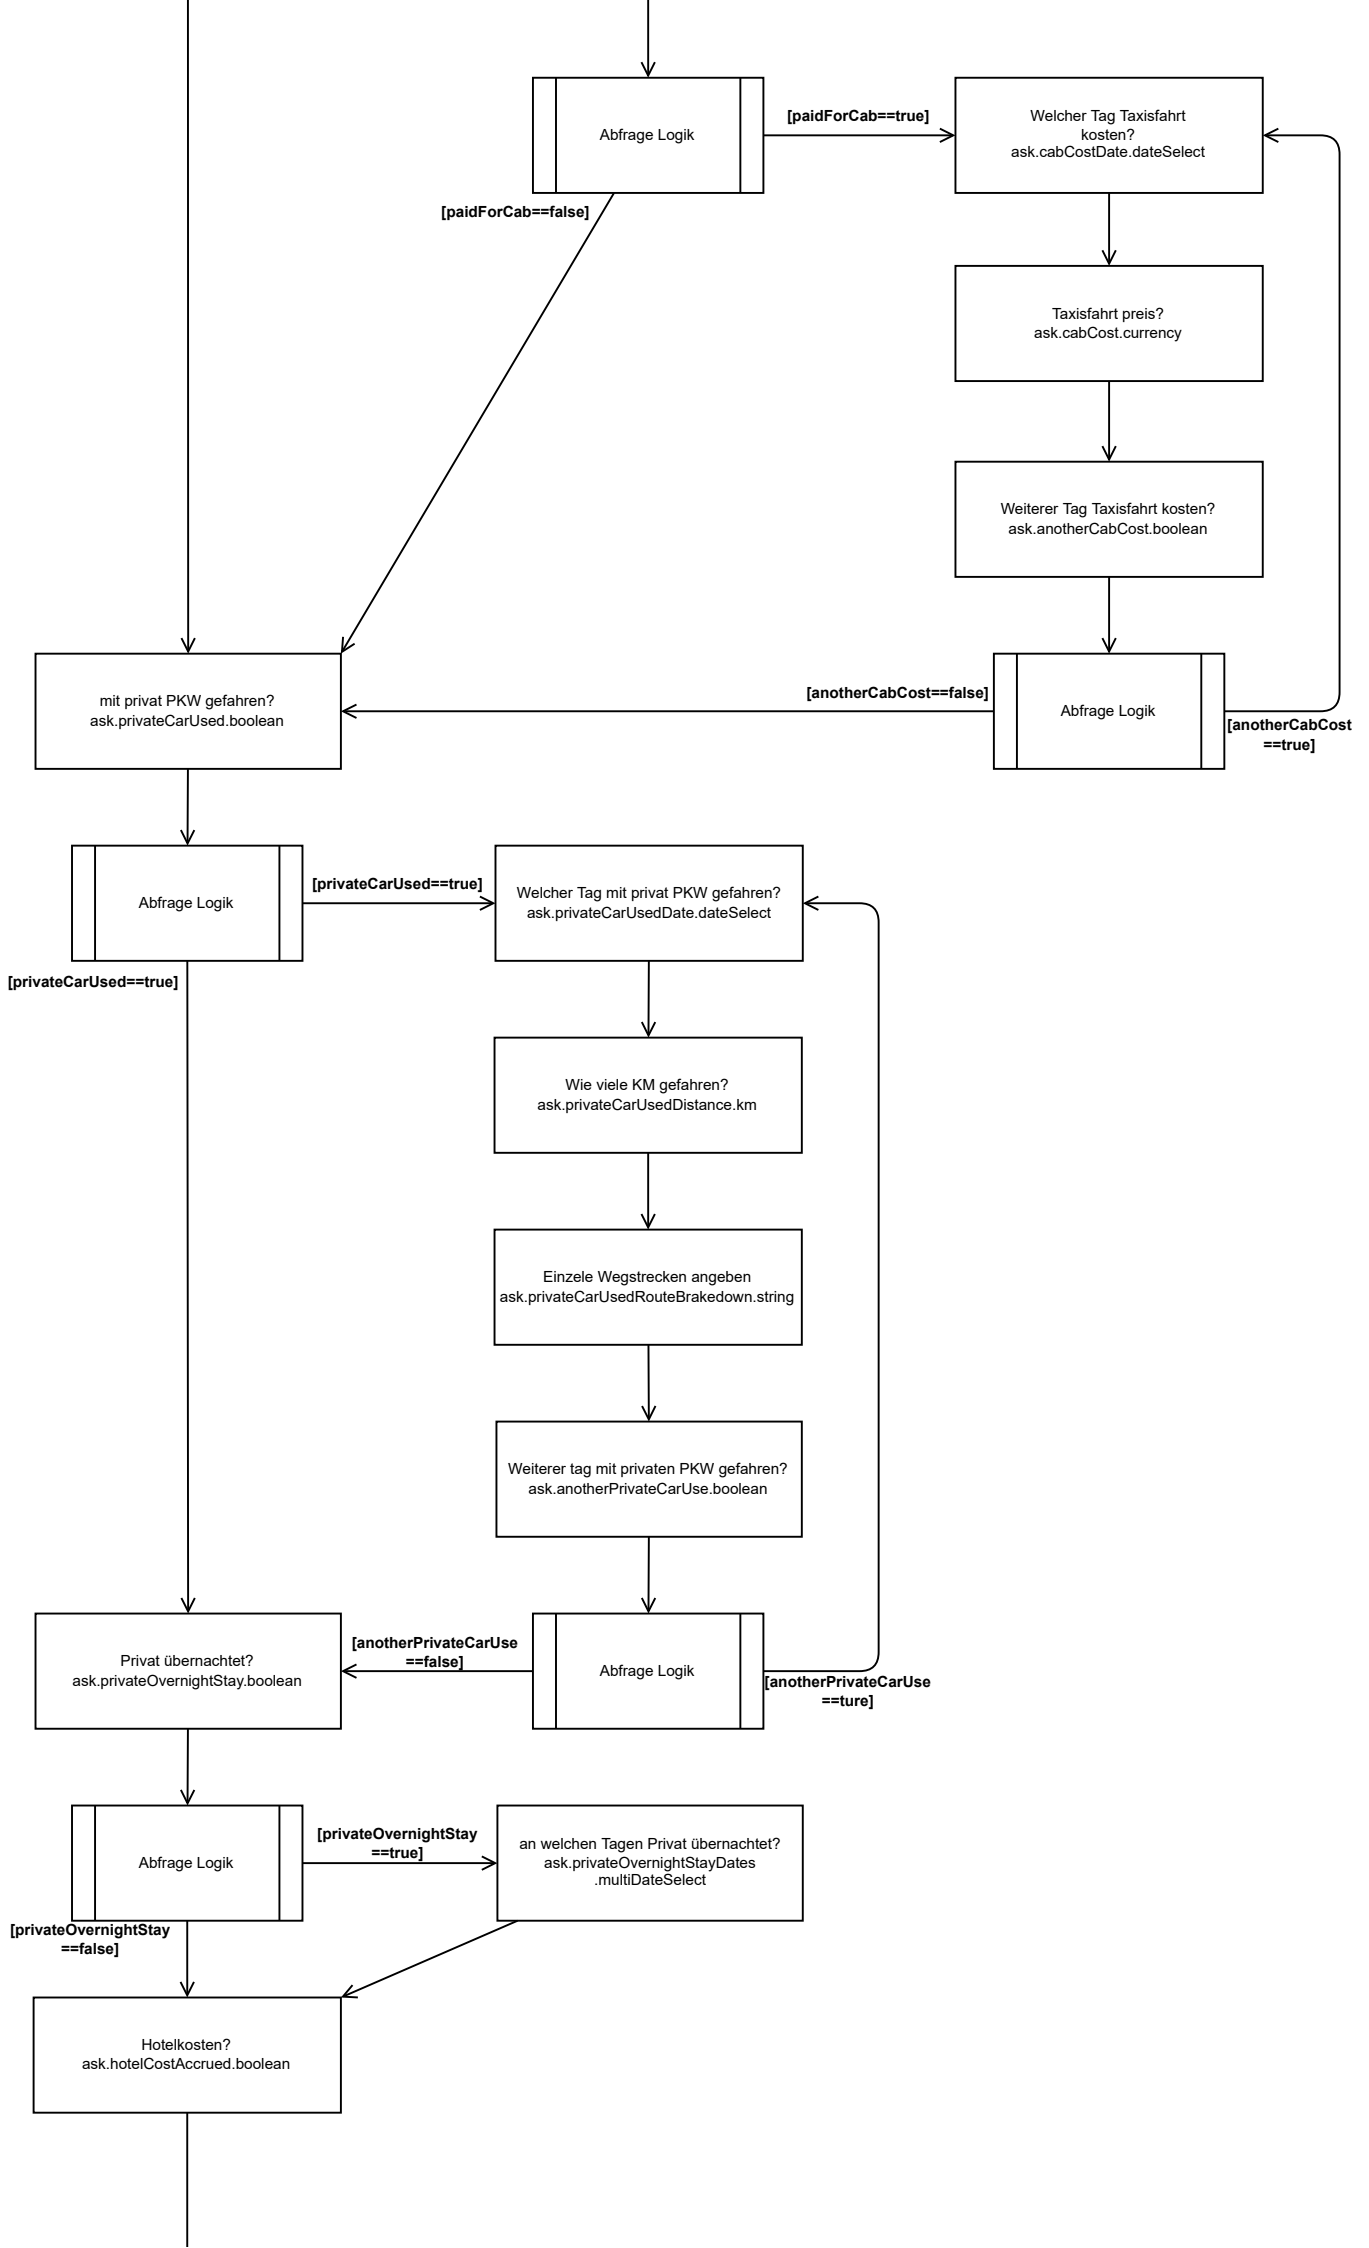 Abfrage Logik
[paidForCab==true]
Welcher Tag Taxisfahrt
kosten?
ask.cabCostDate.dateSelect
[paidForCab==false]
Taxisfahrt preis?
ask.cabCost.currency
Weiterer Tag Taxisfahrt kosten?
ask.anotherCabCost.boolean
mit privat PKW gefahren?
ask.privateCarUsed.boolean
[anotherCabCost==false]
Abfrage Logik
[anotherCabCost
==true]
Abfrage Logik
[privateCarUsed==true]
Welcher Tag mit privat PKW gefahren?
ask.privateCarUsedDate.dateSelect
[privateCarUsed==true]
Wie viele KM gefahren?
ask.privateCarUsedDistance.km
Einzele Wegstrecken angeben
ask.privateCarUsedRouteBrakedown.string
Weiterer tag mit privaten PKW gefahren?
ask.anotherPrivateCarUse.boolean
Privat übernachtet?
ask.privateOvernightStay.boolean
[anotherPrivateCarUse
==false]
Abfrage Logik
[anotherPrivateCarUse
==ture]
Abfrage Logik
[privateOvernightStay
==true]
an welchen Tagen Privat übernachtet?
ask.privateOvernightStayDates
.multiDateSelect
[privateOvernightStay
==false]
Hotelkosten?
ask.hotelCostAccrued.boolean